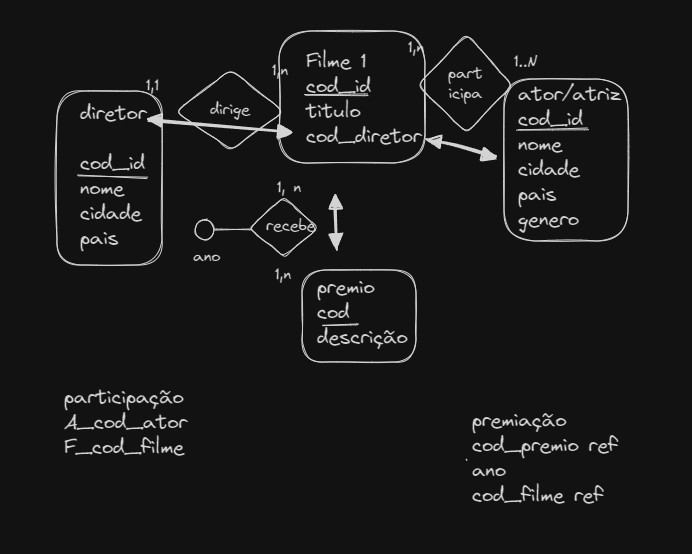 1,1
diretor
cod_id
nome
cidade
pais
dirige
1,n
Filme 1
cod_id
titulo
cod_diretor
1,n
part
icipa
1..N
ator/atriz
cod_id
nome
cidade
pais
genero
1, n
recebe
ano
1,n
premio
cod
descrição
participação
A_cod_ator
F_cod_filme
premiação
cod_premio ref
ano
cod_filme ref